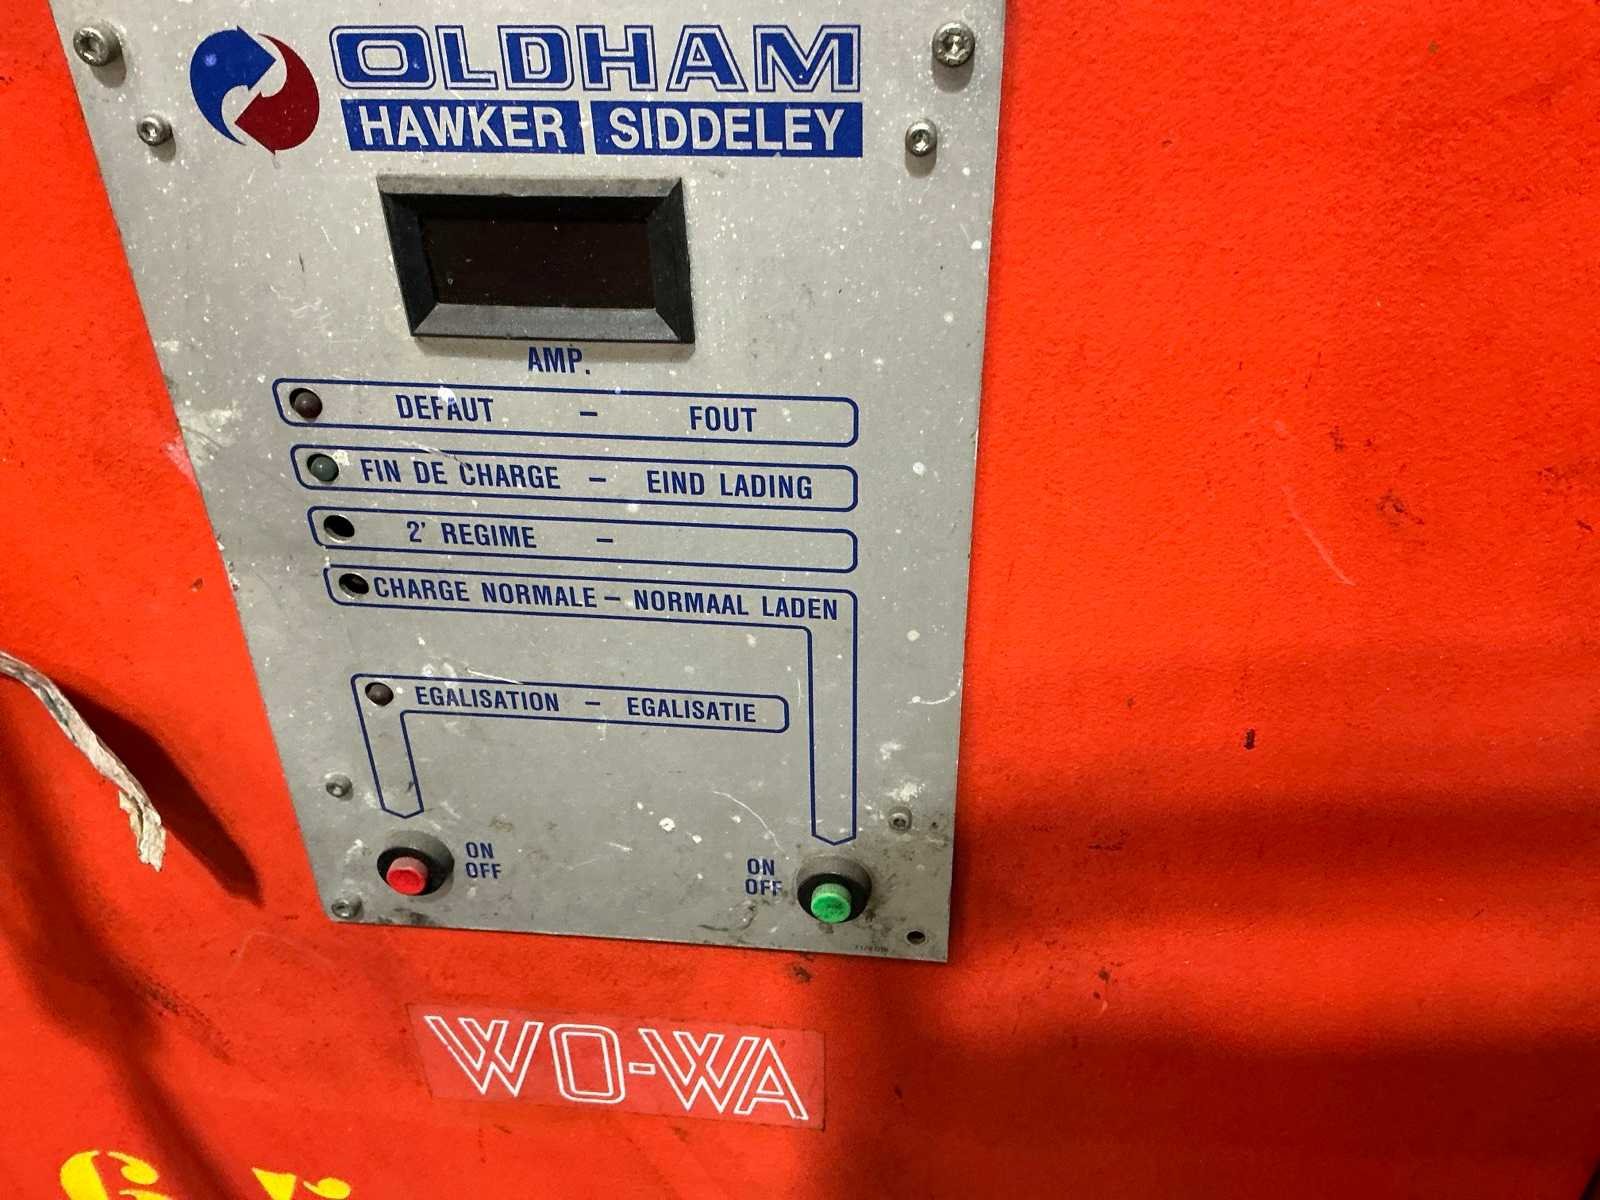 OLDHAM
HAWKER SIDDELEY
AMP.
DEFAUT - FOUT
FIN DE CHARGE - EIND LADING
2' REGIME -
CHARGE NORMALE - NORMAAL LADEN
EGALISATION - EGALISATIE
ON
OFF
ON
OFF
WO-WA